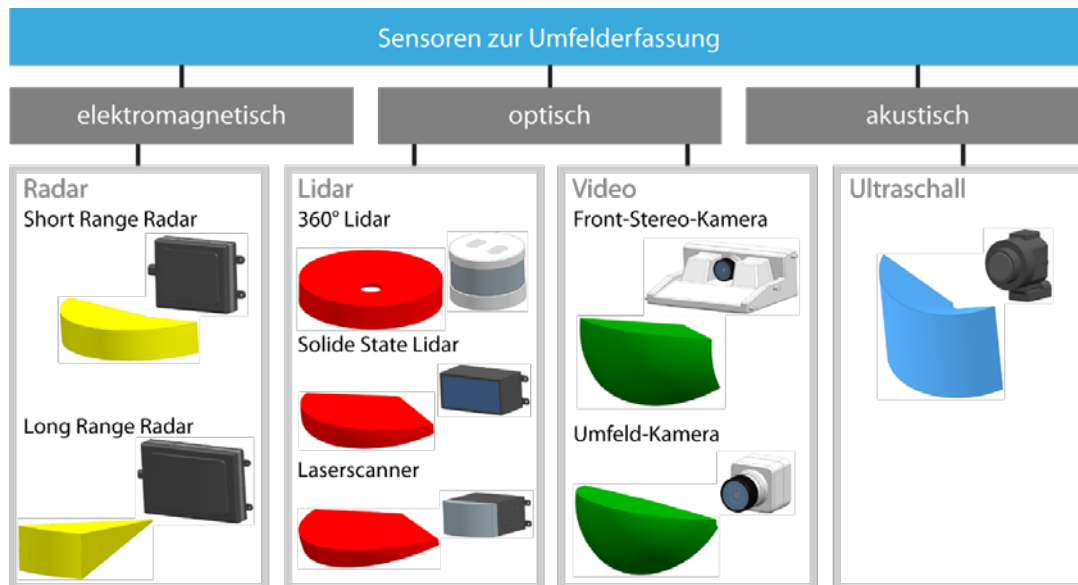 Sensoren zur Umfelderfassung
elektromagnetisch
optisch
akustisch
Radar
Short Range Radar
Long Range Radar
Lidar
360° Lidar
Solide State Lidar
Laserscanner
Video
Front-Stereo-Kamera
Umfeld-Kamera
Ultraschall